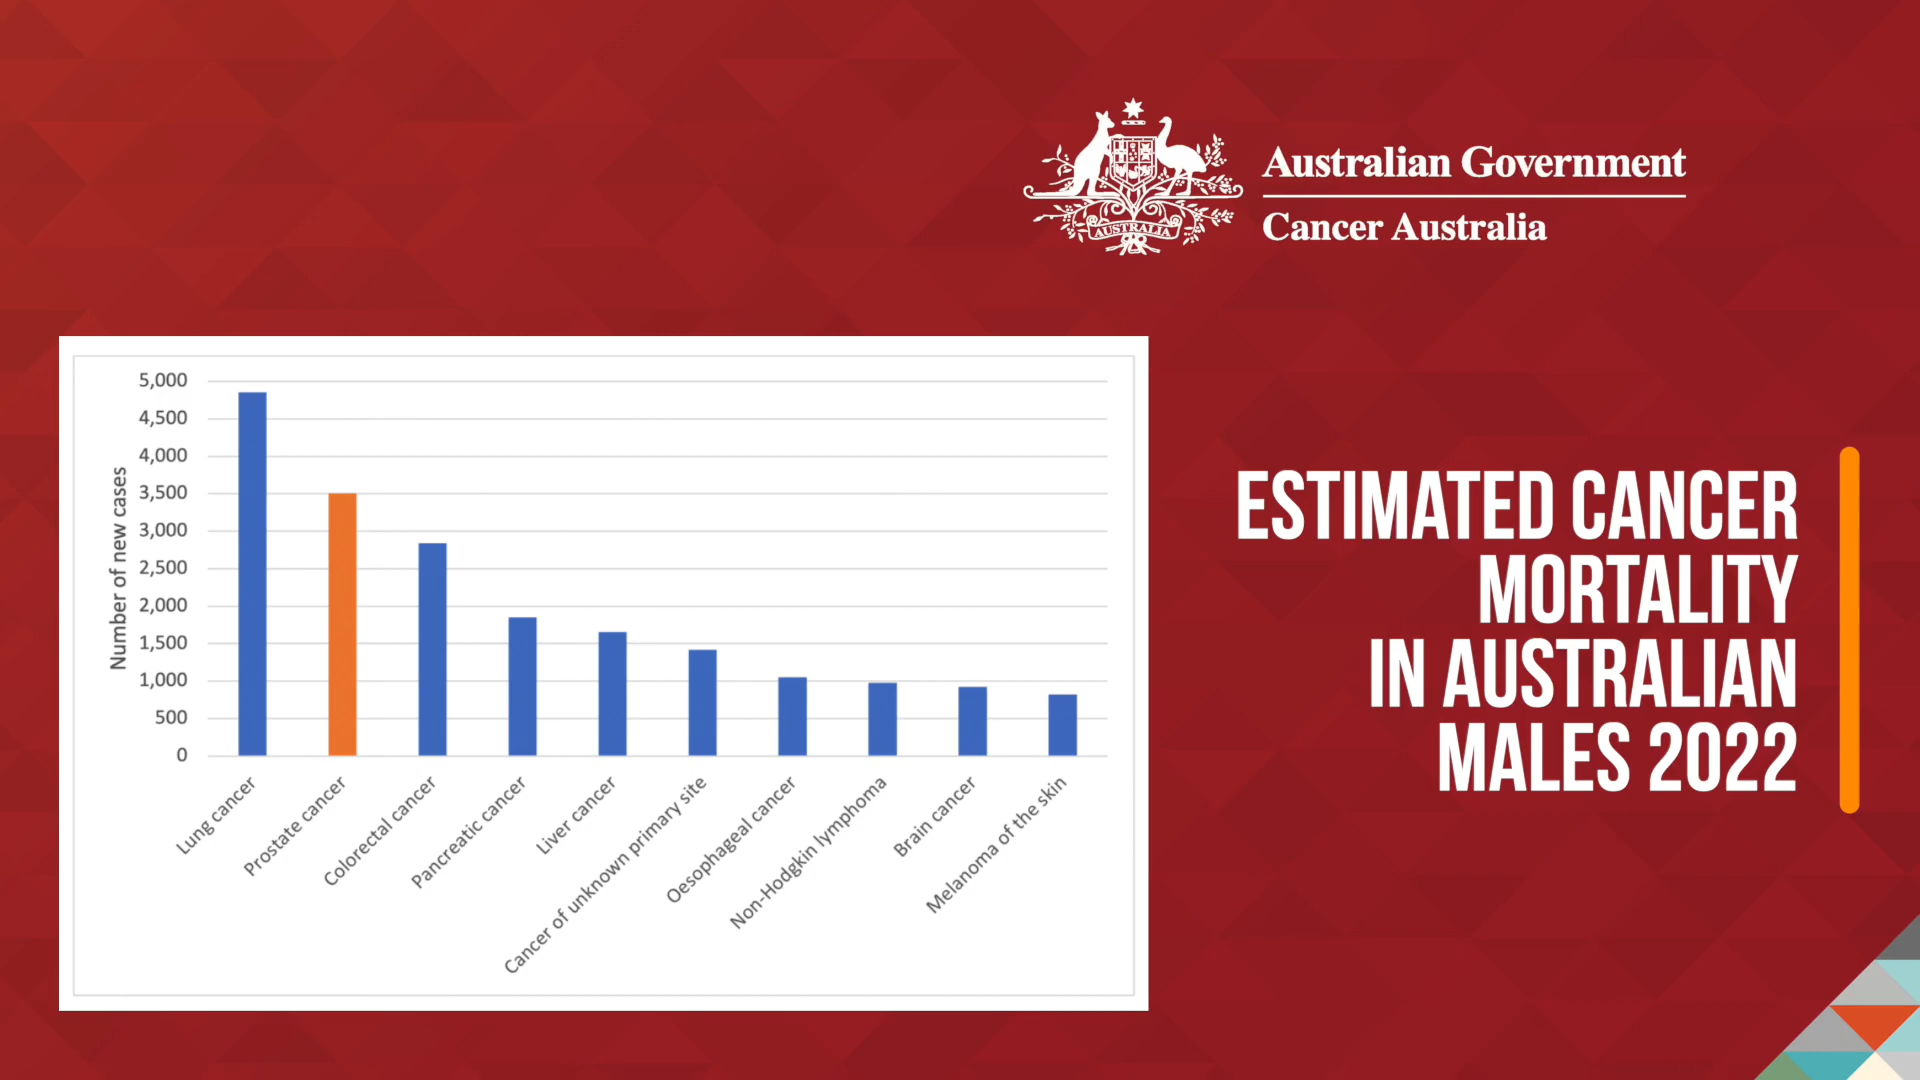 AUSTRALIA
Australian Government
Cancer Australia
5,000
4,500
4,000
3,500
3,000
2,500
2,000
1,500
1,000
500
0
Number of new cases
Lung cancer
Prostate cancer
Colorectal cancer
Pancreatic cancer
Liver cancer
Cancer of unknown primary site
Oesophageal cancer
Non-Hodgkin lymphoma
Brain cancer
Melanoma of the skin
ESTIMATED CANCER
MORTALITY
IN AUSTRALIAN
MALES 2022